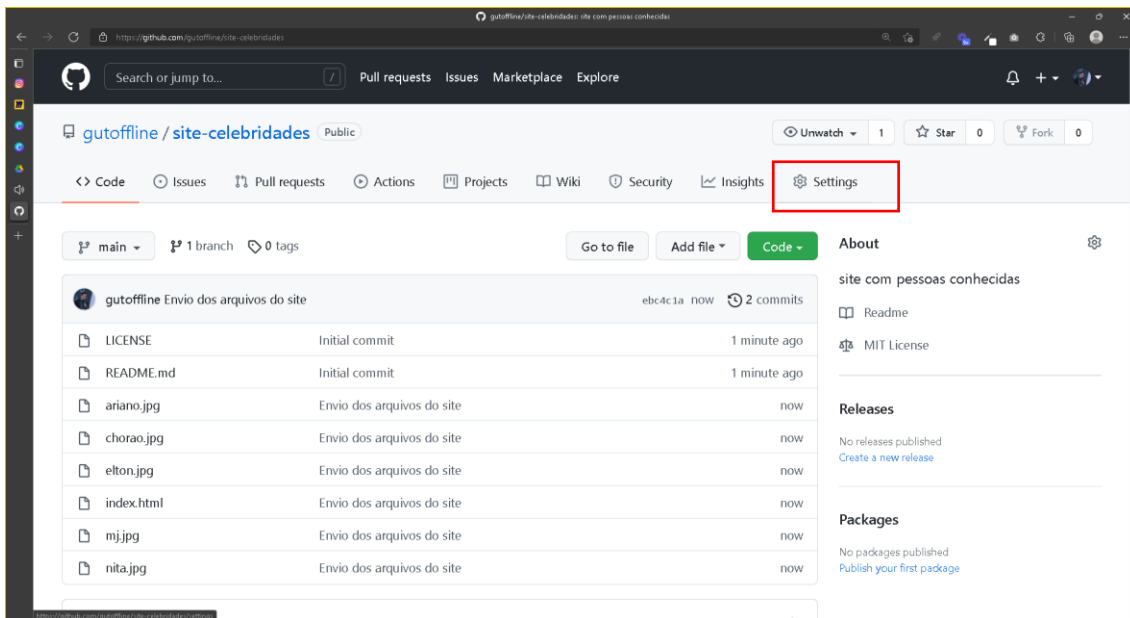 gutoffline/site-celebridades: site com pessoas conhecidas
https://github.com/gutoffline/site-celebridades
Search or jump to... / Pull requests Issues Marketplace Explore
gutoffline / site-celebridades Public Unwatch 1 Star 0 Fork 0
Code Issues Pull requests Actions Projects Wiki Security Insights Settings
main 1 branch 0 tags Go to file Add file Code About
site com pessoas conhecidas
gutoffline Envio dos arquivos do site ebc4c1a now 2 commits
Readme
LICENSE Initial commit 1 minute ago
MIT License
README.md Initial commit 1 minute ago
ariano.jpg Envio dos arquivos do site now
Releases
chorao.jpg Envio dos arquivos do site now
No releases published
Create a new release
elton.jpg Envio dos arquivos do site now
index.html Envio dos arquivos do site now
Packages
mj.jpg Envio dos arquivos do site now
No packages published
Publish your first package
nita.jpg Envio dos arquivos do site now
https://github.com/gutoffline/site-celebridades/settings